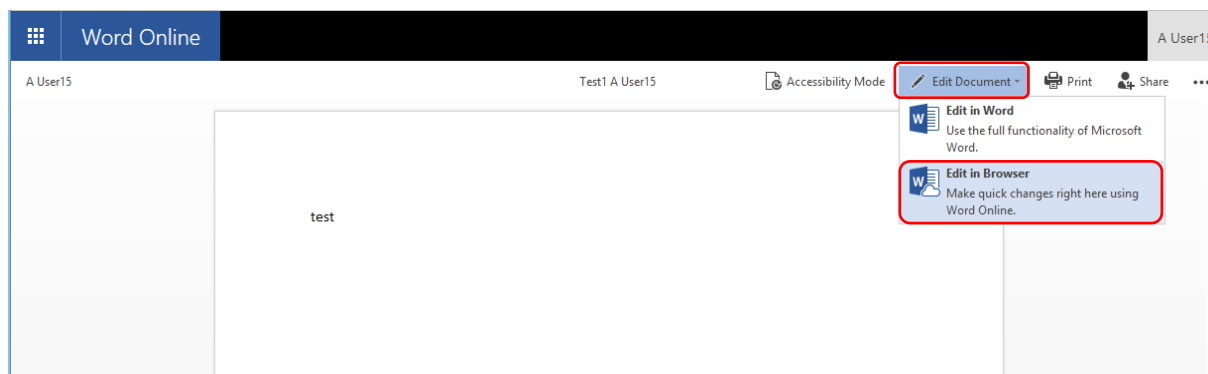 Word Online
A User15
A User15
Test1 A User15
Accessibility Mode
Edit Document
Print
Share
Edit in Word
Use the full functionality of Microsoft
Word.
Edit in Browser
Make quick changes right here using
Word Online.
test